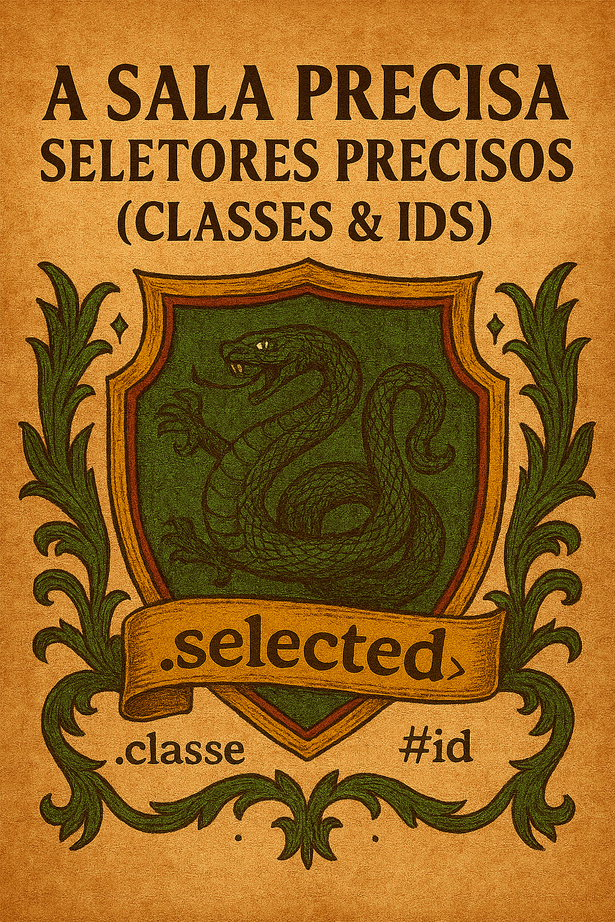 A SALA PRECISA
SELETORES PRECISOS
(CLASSES & IDS)
.selected>
.classe
#id